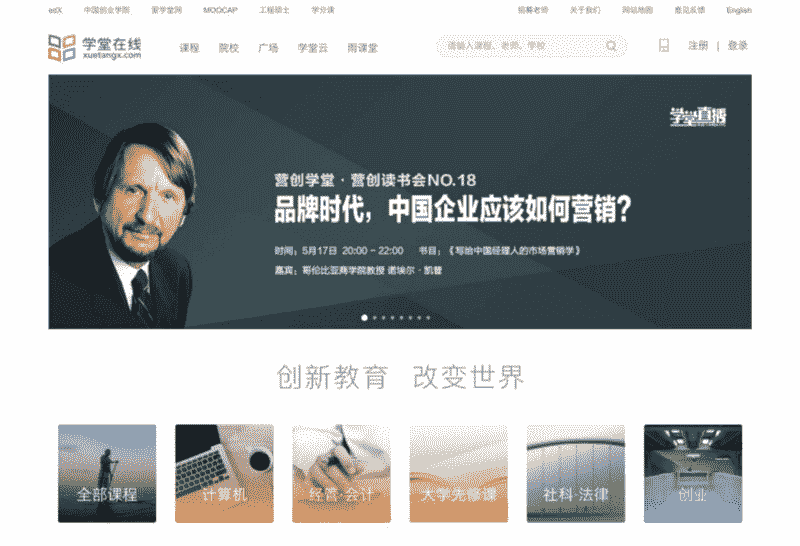 edX 中国创业学院 留学堂网 MOOCAP 工程硕士 学分课 招募老师 关于我们 网站地图 意见反馈 English
学堂在线
xuetangx.com
课程 院校 广场 学堂云 雨课堂 请输入课程、老师、学校 注册 | 登录
学堂直播
营创学堂·营创读书会NO.18
品牌时代，中国企业应该如何营销？
时间：5月17日 20:00 ~ 22:00 书目：《写给中国经理人的市场营销学》
嘉宾：哥伦比亚商学院教授 诺埃尔·凯普
创新教育 改变世界
全部课程 计算机 经管·会计 大学先修课 社科·法律 创业